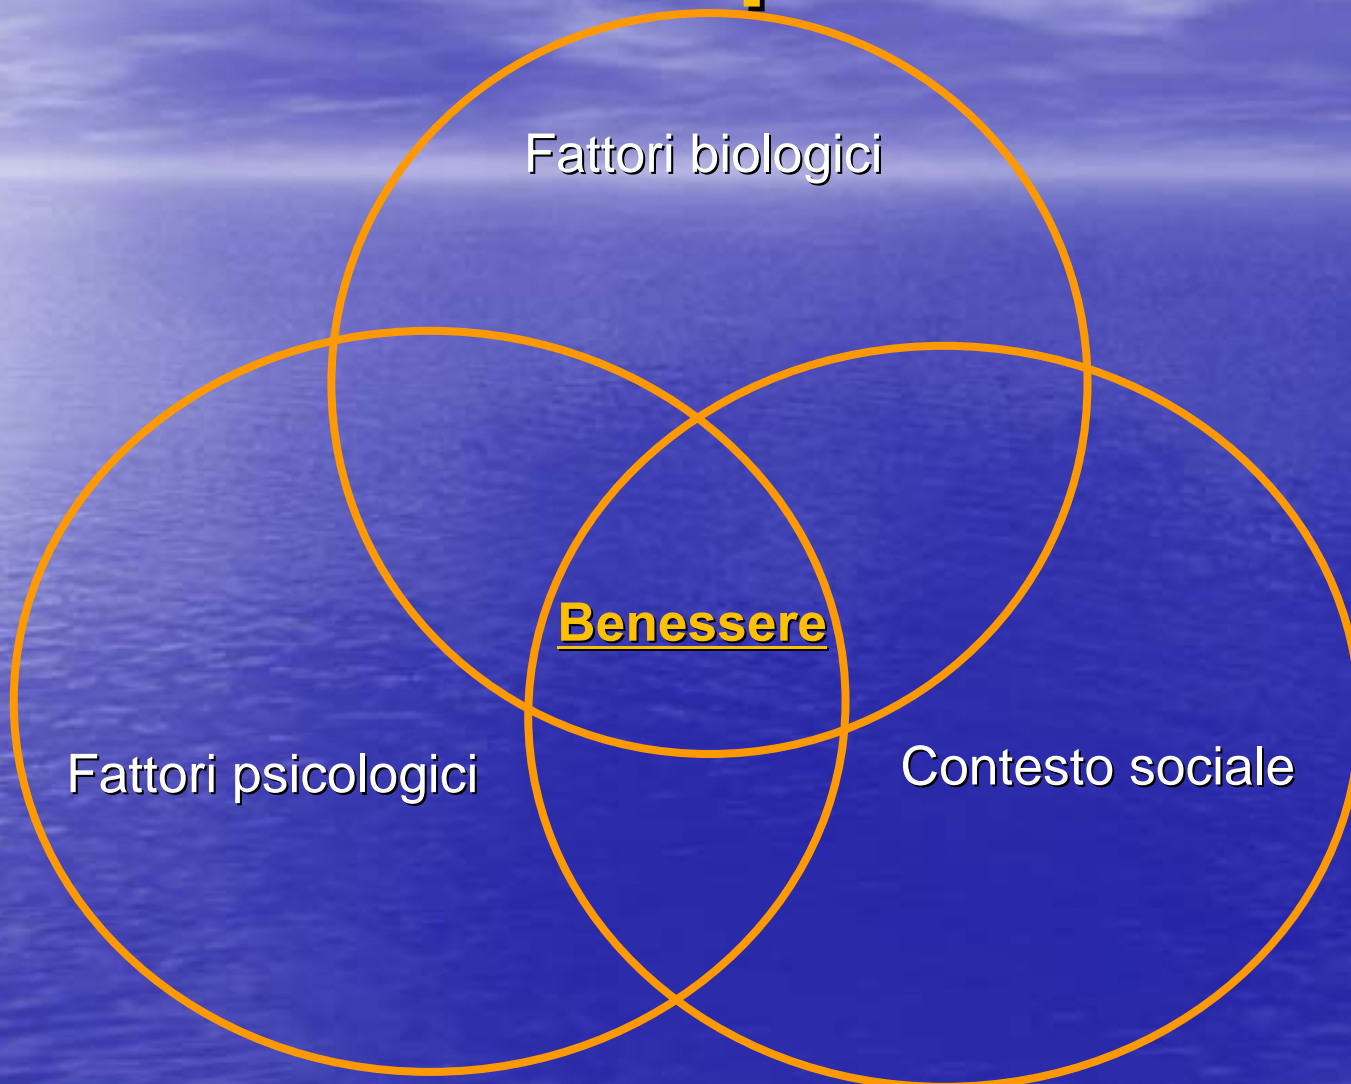 Fattori biologici
Benessere
Fattori psicologici
Contesto sociale